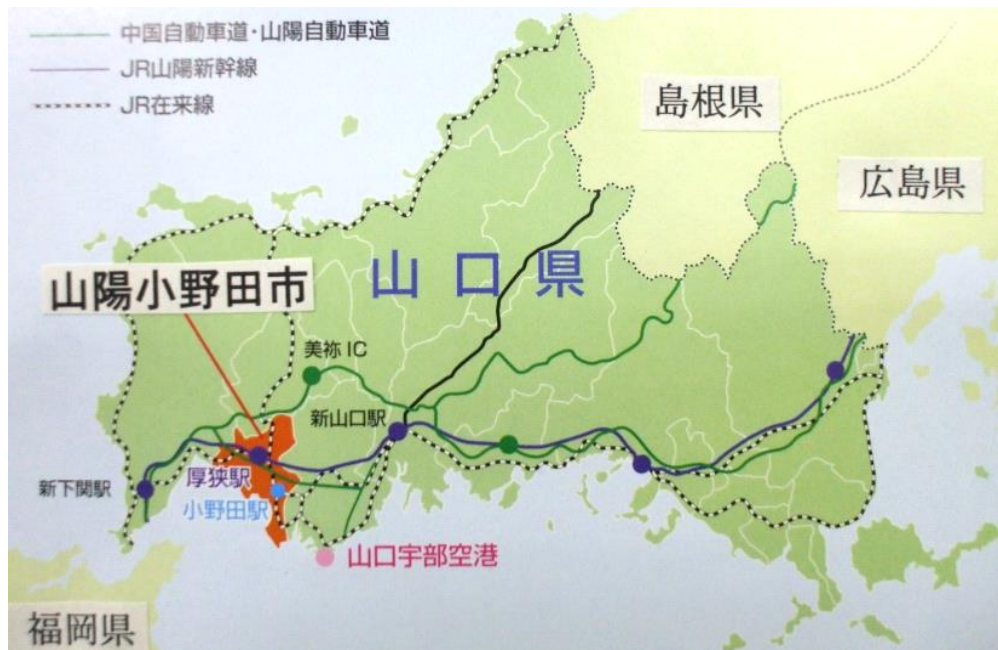 中国自動車道・山陽自動車道
JR山陽新幹線
JR在来線
島根県
広島県
山口県
山陽小野田市
美祢IC
新山口駅
新下関駅
厚狭駅
小野田駅
山口宇部空港
福岡県